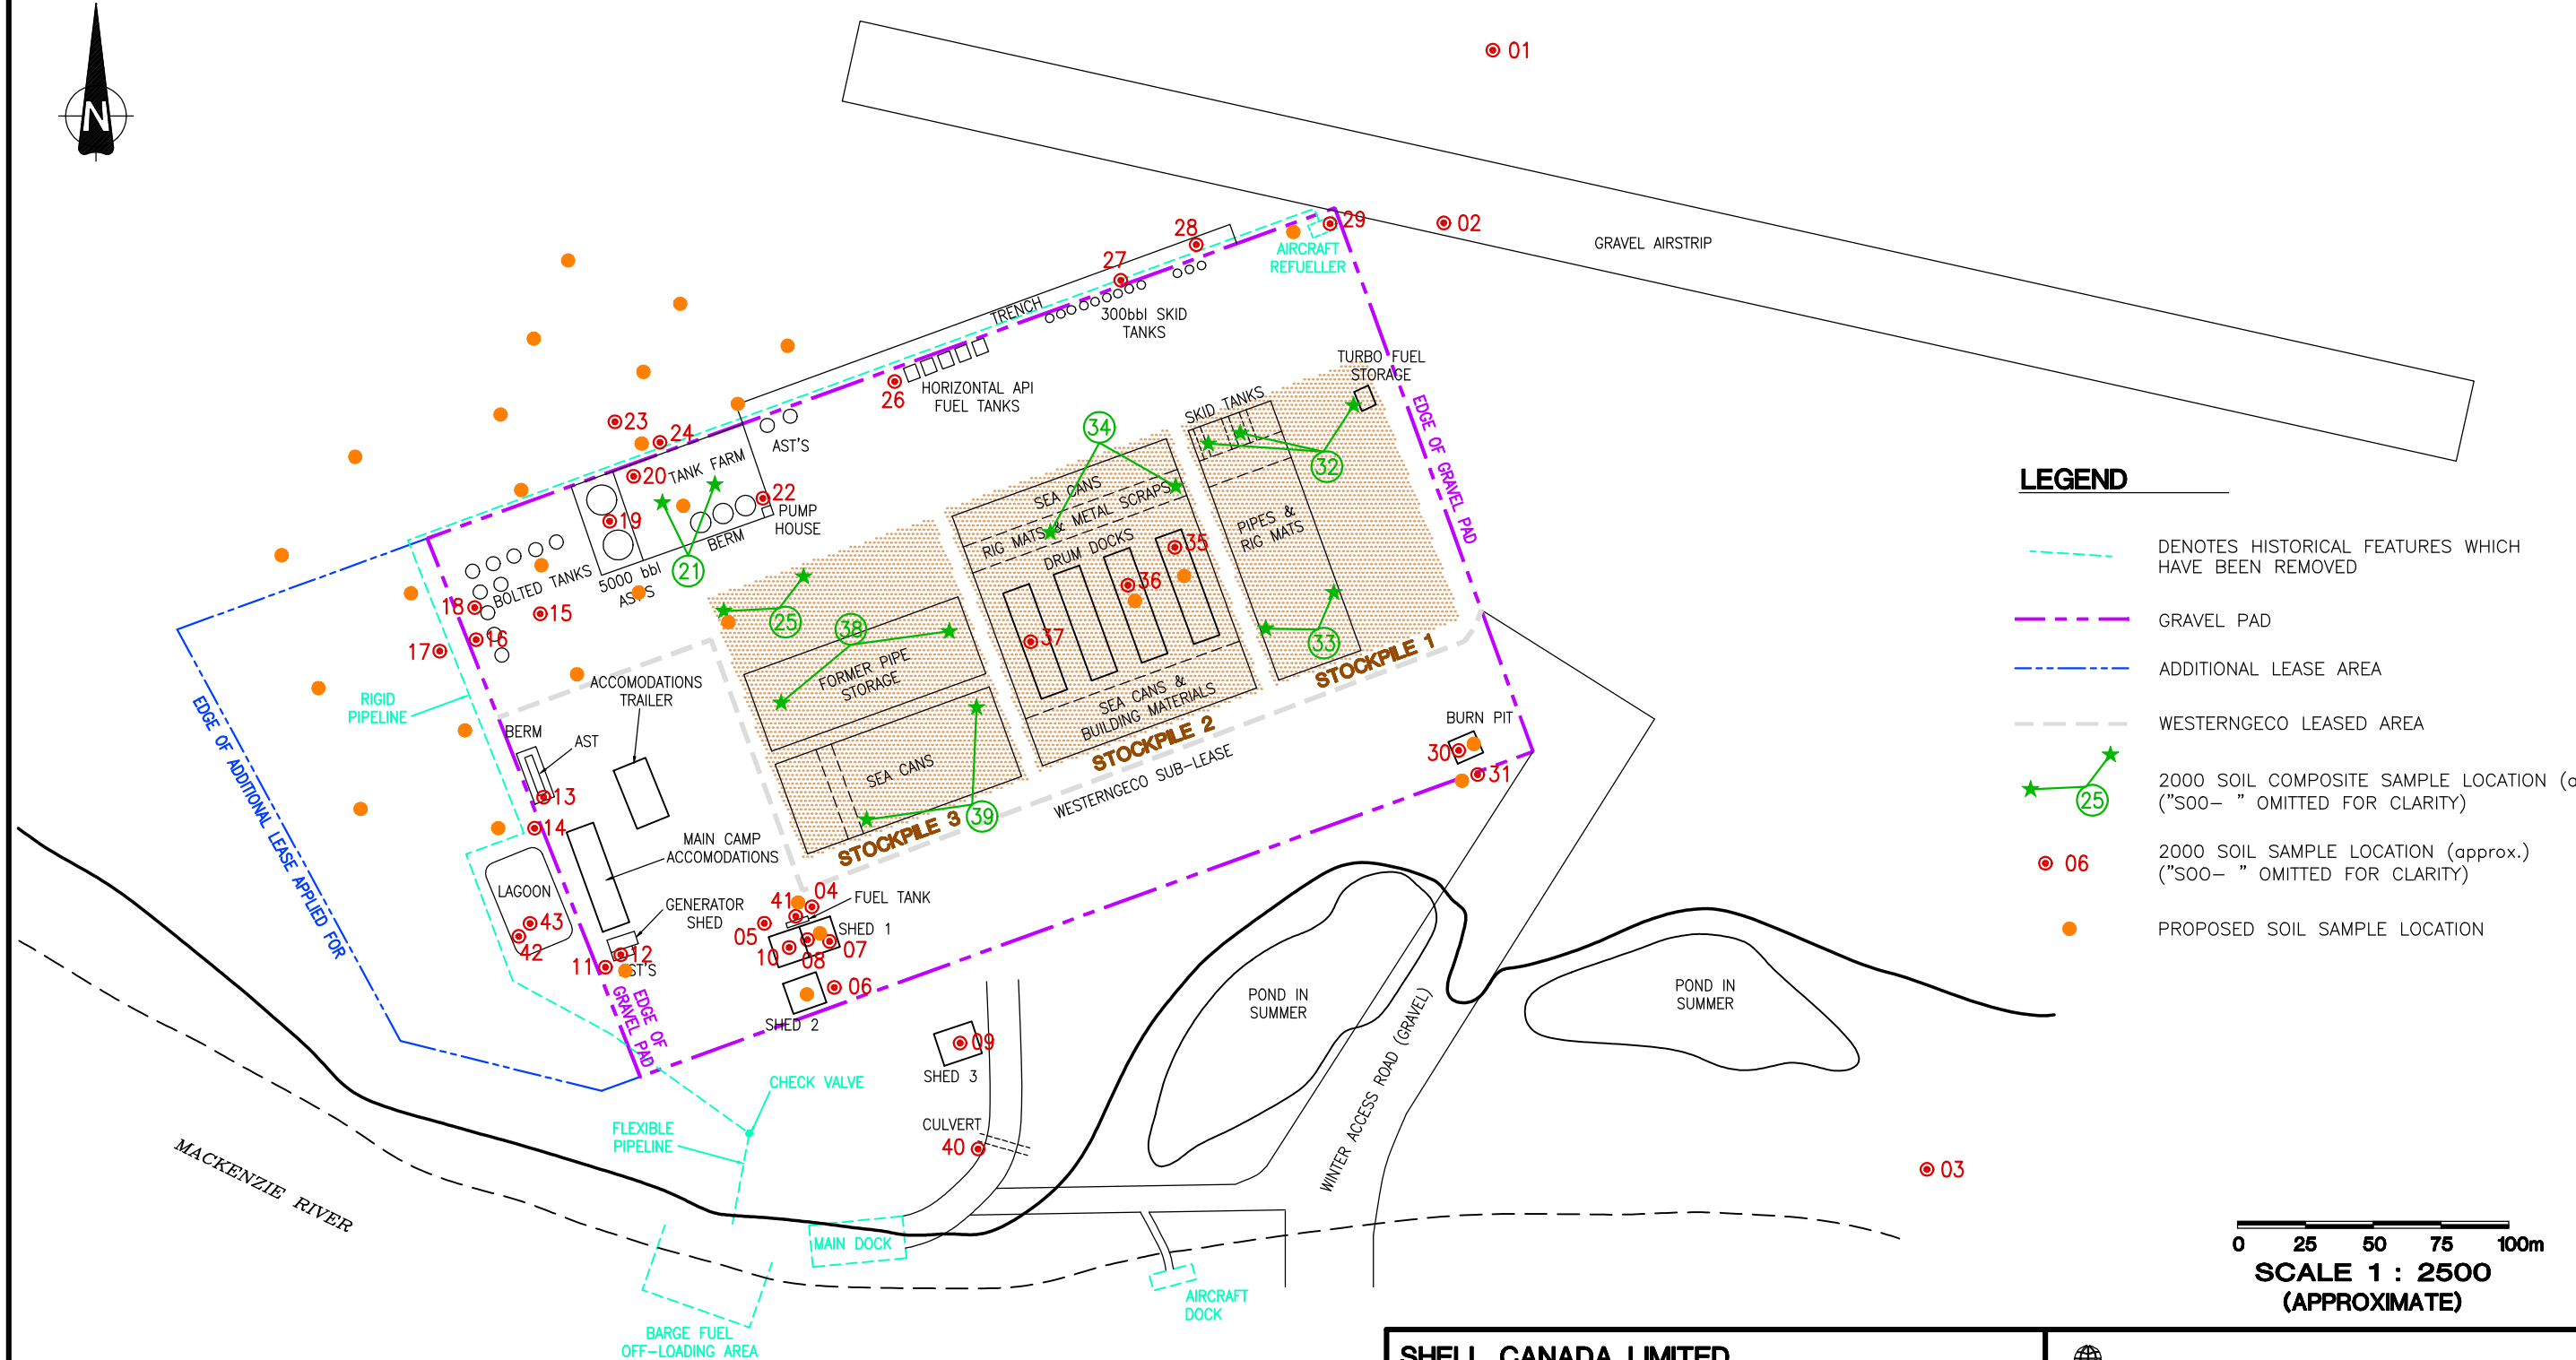 N
01
02
29
28
27
GRAVEL AIRSTRIP
AIRCRAFT
REFUELLER
TRENCH
300bbl SKID
TANKS
TURBO FUEL
STORAGE
26
HORIZONTAL API
FUEL TANKS
SKID TANKS
EDGE OF GRAVEL PAD
23
24
AST'S
34
32
20
TANK FARM
22
PUMP
HOUSE
19
BERM
21
SEA CANS
RIG MATS & METAL SCRAPS
DRUM DOCKS
PIPES &
RIG MATS
35
36
37
BOLTED TANKS
5000 bbl
AST'S
18
15
16
17
25
38
33
STOCKPILE 1
FORMER PIPE
STORAGE
SEA CANS &
BUILDING MATERIALS
STOCKPILE 2
WESTERNGECO SUB-LEASE
ACCOMODATIONS
TRAILER
RIGID
PIPELINE
EDGE OF ADDITIONAL LEASE APPLIED FOR
BERM
AST
13
14
SEA CANS
39
STOCKPILE 3
BURN PIT
30
31
MAIN CAMP
ACCOMODATIONS
LAGOON
43
42
GENERATOR
SHED
12
11
ST'S
EDGE OF
GRAVEL PAD
41
04
FUEL TANK
05
SHED 1
10
08
07
06
SHED 2
09
SHED 3
POND IN
SUMMER
POND IN
SUMMER
WINTER ACCESS ROAD (GRAVEL)
CHECK VALVE
FLEXIBLE
PIPELINE
CULVERT
40
03
MACKENZIE RIVER
MAIN DOCK
AIRCRAFT
DOCK
BARGE FUEL
OFF-LOADING AREA
LEGEND
DENOTES HISTORICAL FEATURES WHICH
HAVE BEEN REMOVED
GRAVEL PAD
ADDITIONAL LEASE AREA
WESTERNGECO LEASED AREA
25
2000 SOIL COMPOSITE SAMPLE LOCATION (a
("S00- " OMITTED FOR CLARITY)
06
2000 SOIL SAMPLE LOCATION (approx.)
("S00- " OMITTED FOR CLARITY)
PROPOSED SOIL SAMPLE LOCATION
0 25 50 75 100m
SCALE 1 : 2500
(APPROXIMATE)
SHELL CANADA LIMITED